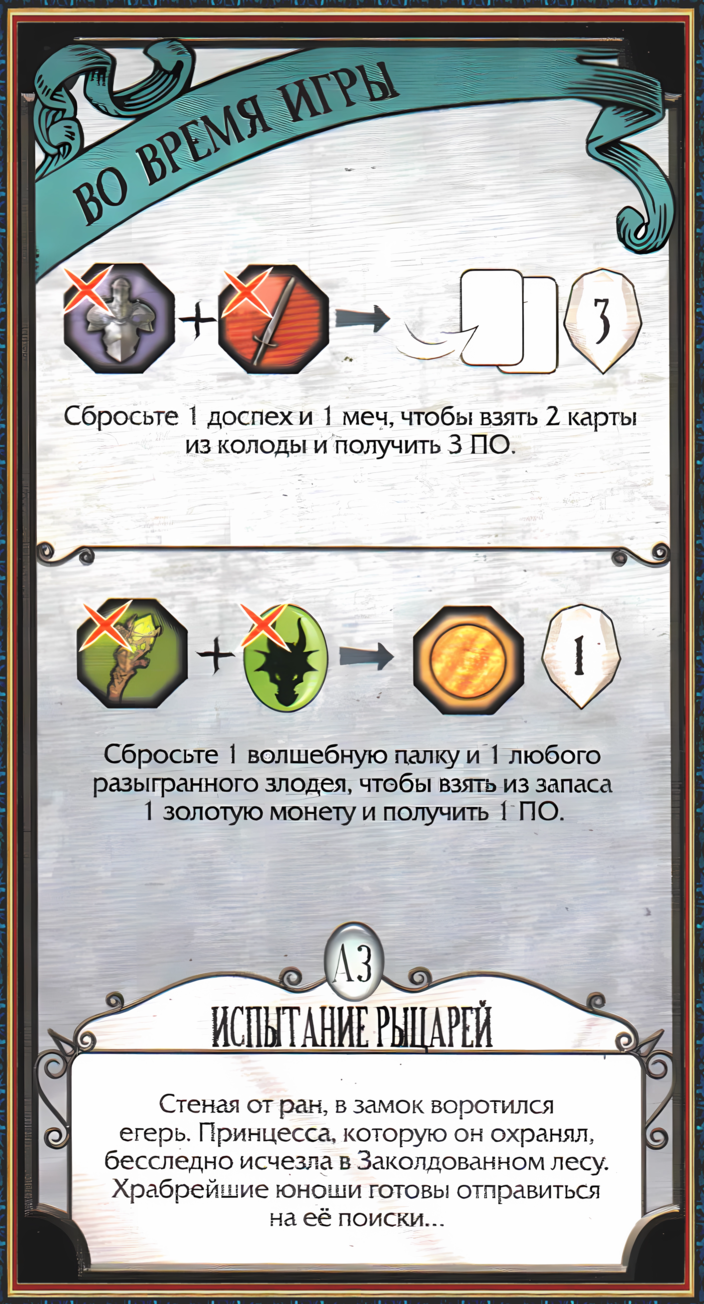 ВО ВРЕМЯ ИГРЫ
3
Сбросьте 1 доспех и 1 меч, чтобы взять 2 карты
из колоды и получить 3 ПО.
1
Сбросьте 1 волшебную палку и 1 любого
разыгранного злодея, чтобы взять из запаса
1 золотую монету и получить 1 ПО.
А3
ИСПЫТАНИЕ РЫЦАРЕЙ
Стеная от ран, в замок воротился
егерь. Принцесса, которую он охранял,
бесследно исчезла в Заколдованном лесу.
Храбрейшие юноши готовы отправиться
на её поиски...